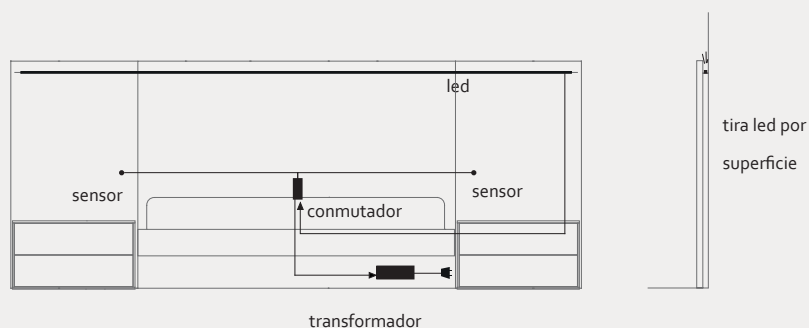 led
tira led por
superficie
sensor
sensor
conmutador
transformador